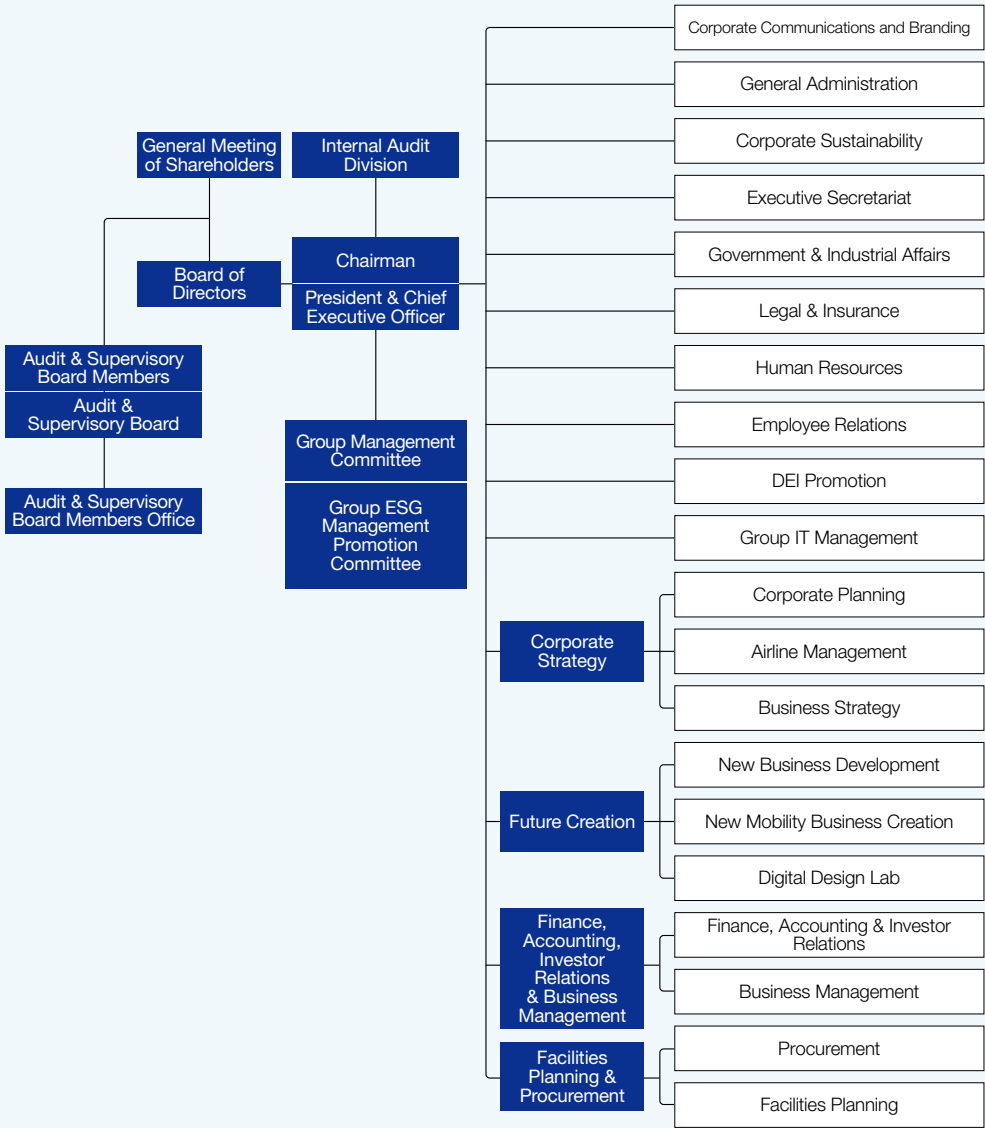 General Meeting
of Shareholders
Internal Audit
Division
Board of
Directors
Chairman
President & Chief
Executive Officer
Audit & Supervisory
Board Members
Audit &
Supervisory Board
Audit & Supervisory
Board Members Office
Group Management
Committee
Group ESG
Management
Promotion
Committee
Corporate Communications and Branding
General Administration
Corporate Sustainability
Executive Secretariat
Government & Industrial Affairs
Legal & Insurance
Human Resources
Employee Relations
DEI Promotion
Group IT Management
Corporate
Strategy
Corporate Planning
Airline Management
Business Strategy
Future Creation
New Business Development
New Mobility Business Creation
Digital Design Lab
Finance,
Accounting,
Investor
Relations
& Business
Management
Finance, Accounting & Investor
Relations
Business Management
Facilities
Planning &
Procurement
Procurement
Facilities Planning